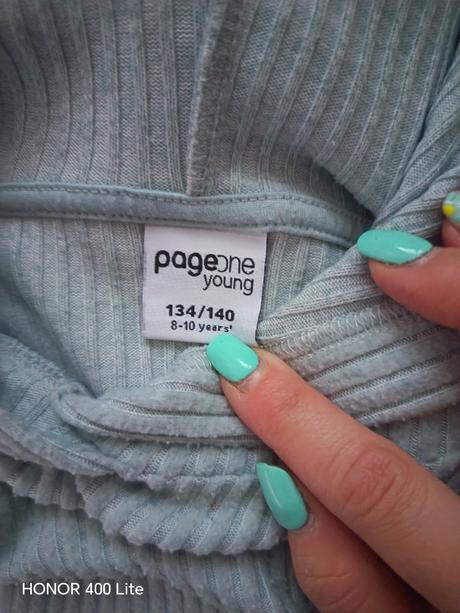 pageone
young
134/140
8-10 years'
HONOR 400 Lite